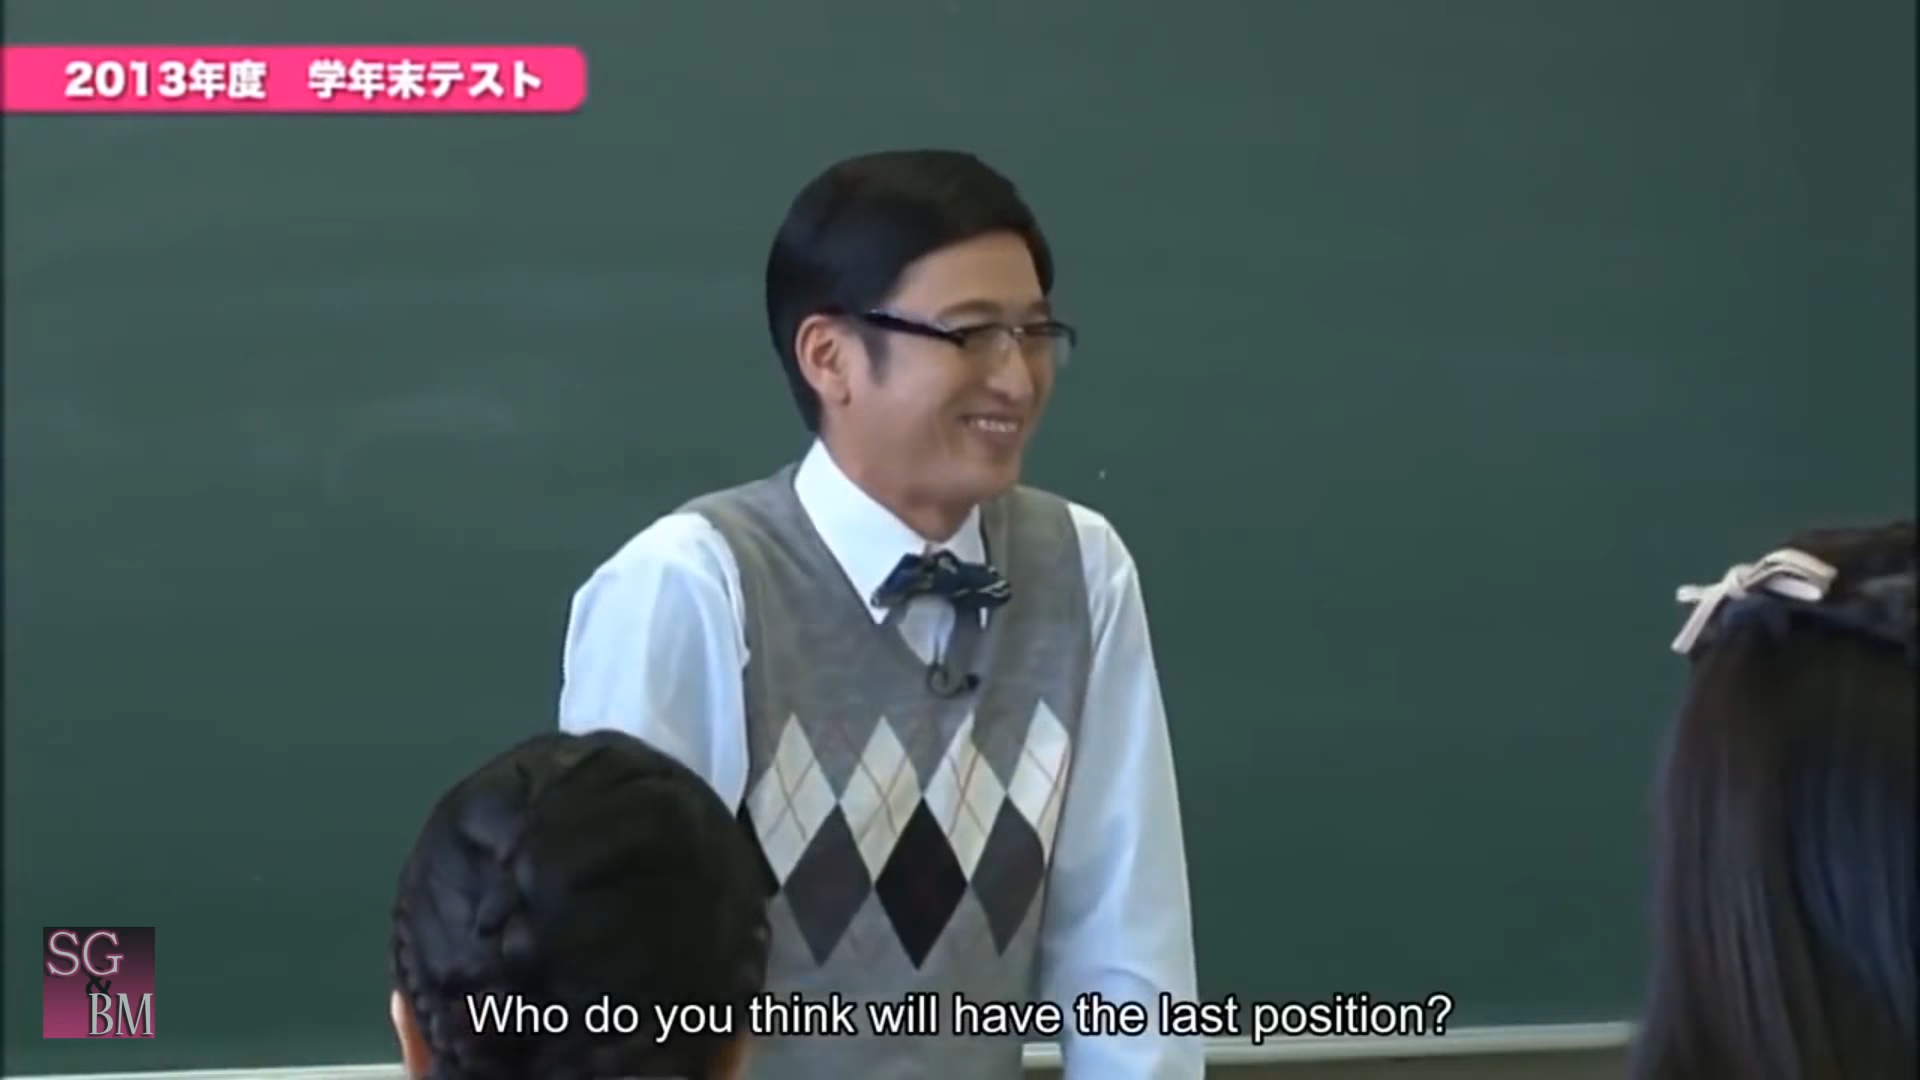 2013年度　学年末テスト
SG
&
BM
Who do you think will have the last position?